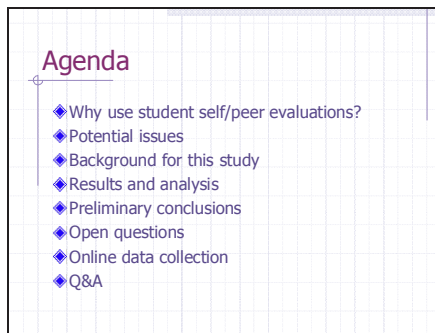 Agenda
Why use student self/peer evaluations?
Potential issues
Background for this study
Results and analysis
Preliminary conclusions
Open questions
Online data collection
Q&A